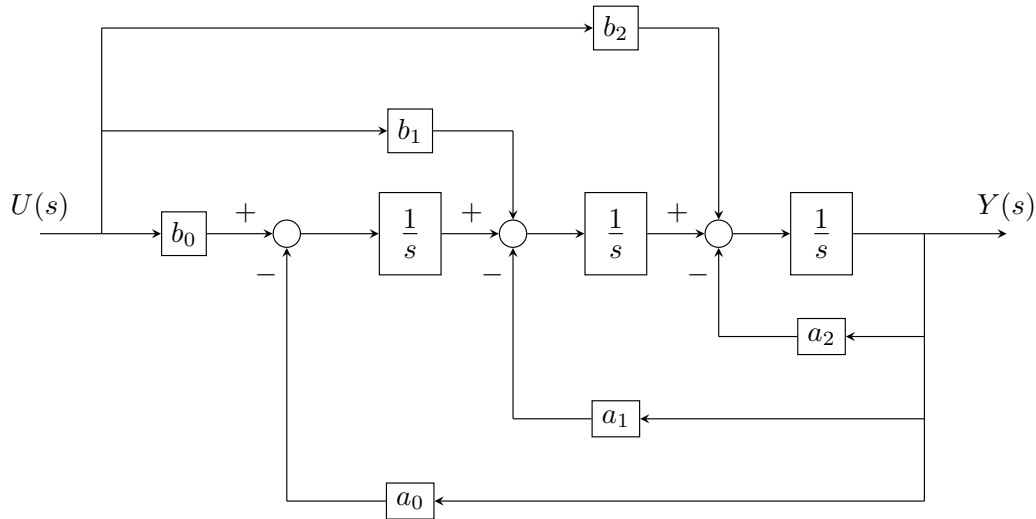 b₂
b₁
U(s)
b₀
+
−
1/s
+
−
1/s
+
−
1/s
Y(s)
a₂
a₁
a₀